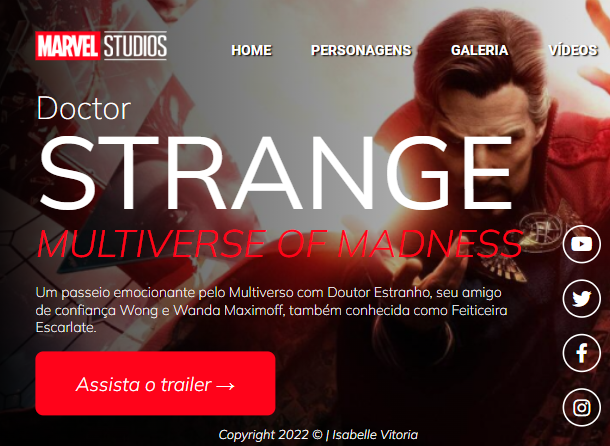 MARVEL STUDIOS
HOME PERSONAGENS GALERIA VÍDEOS
Doctor
STRANGE
MULTIVERSE OF MADNESS
Um passeio emocionante pelo Multiverso com Doutor Estranho, seu amigo
de confiança Wong e Wanda Maximoff, também conhecida como Feiticeira
Escarlate.
Assista o trailer →
Copyright 2022 © | Isabelle Vitoria